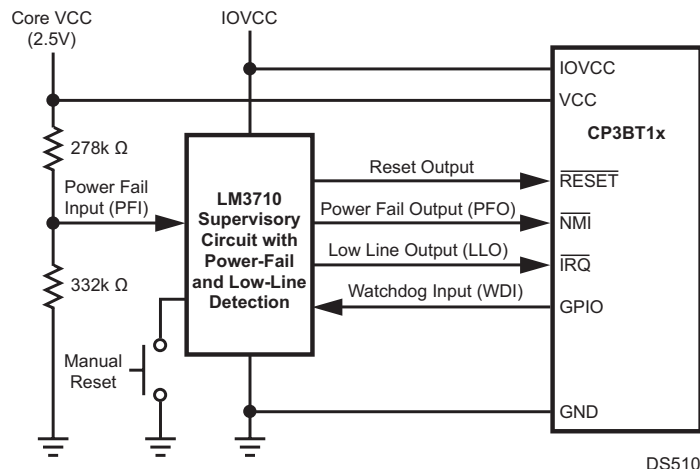 Core VCC
(2.5V)
IOVCC
IOVCC
VCC
CP3BT1x
278k Ω
Power Fail
Input (PFI)
LM3710
Supervisory
Circuit with
Power-Fail
and Low-Line
Detection
Reset Output
RESET
Power Fail Output (PFO)
NMI
Low Line Output (LLO)
IRQ
Watchdog Input (WDI)
GPIO
332k Ω
Manual
Reset
GND
DS510